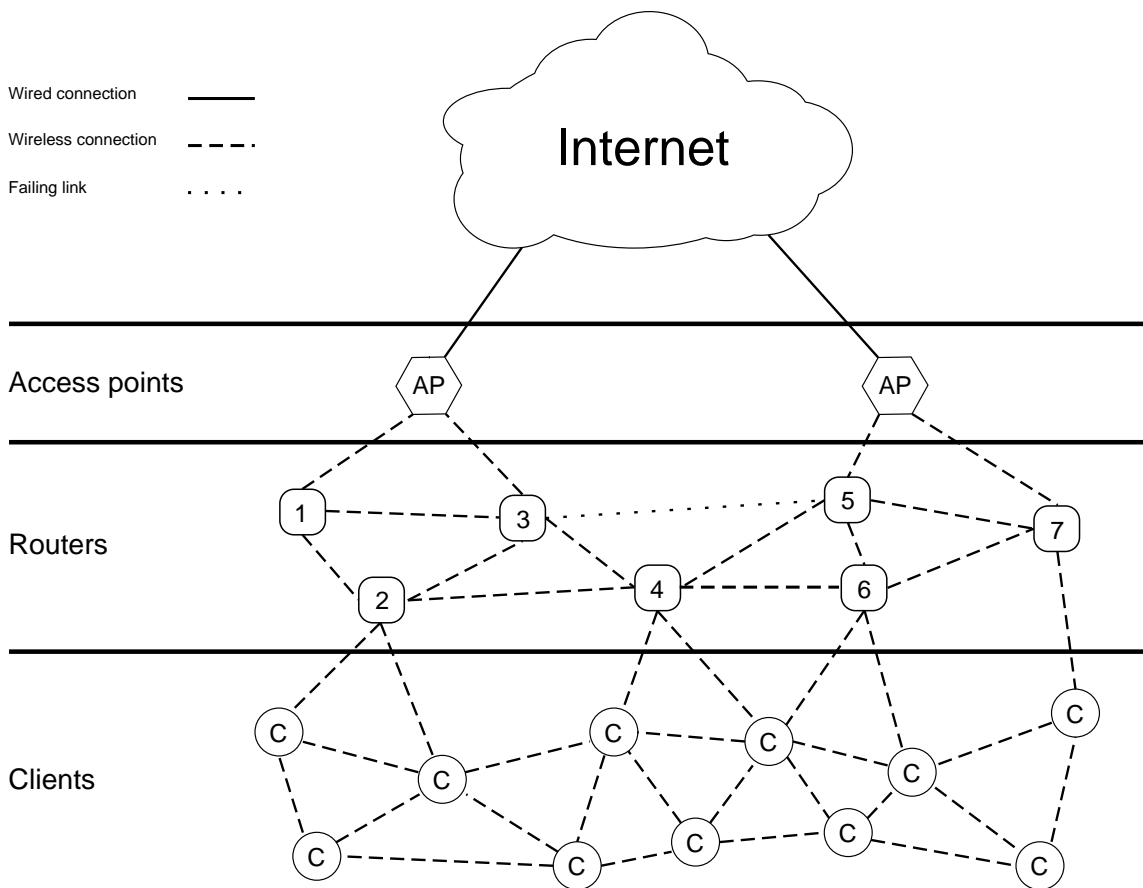 Wired connection
Wireless connection
Failing link
Internet
Access points
AP
AP
Routers
1
3
5
7
2
4
6
Clients
C
C
C
C
C
C
C
C
C
C
C